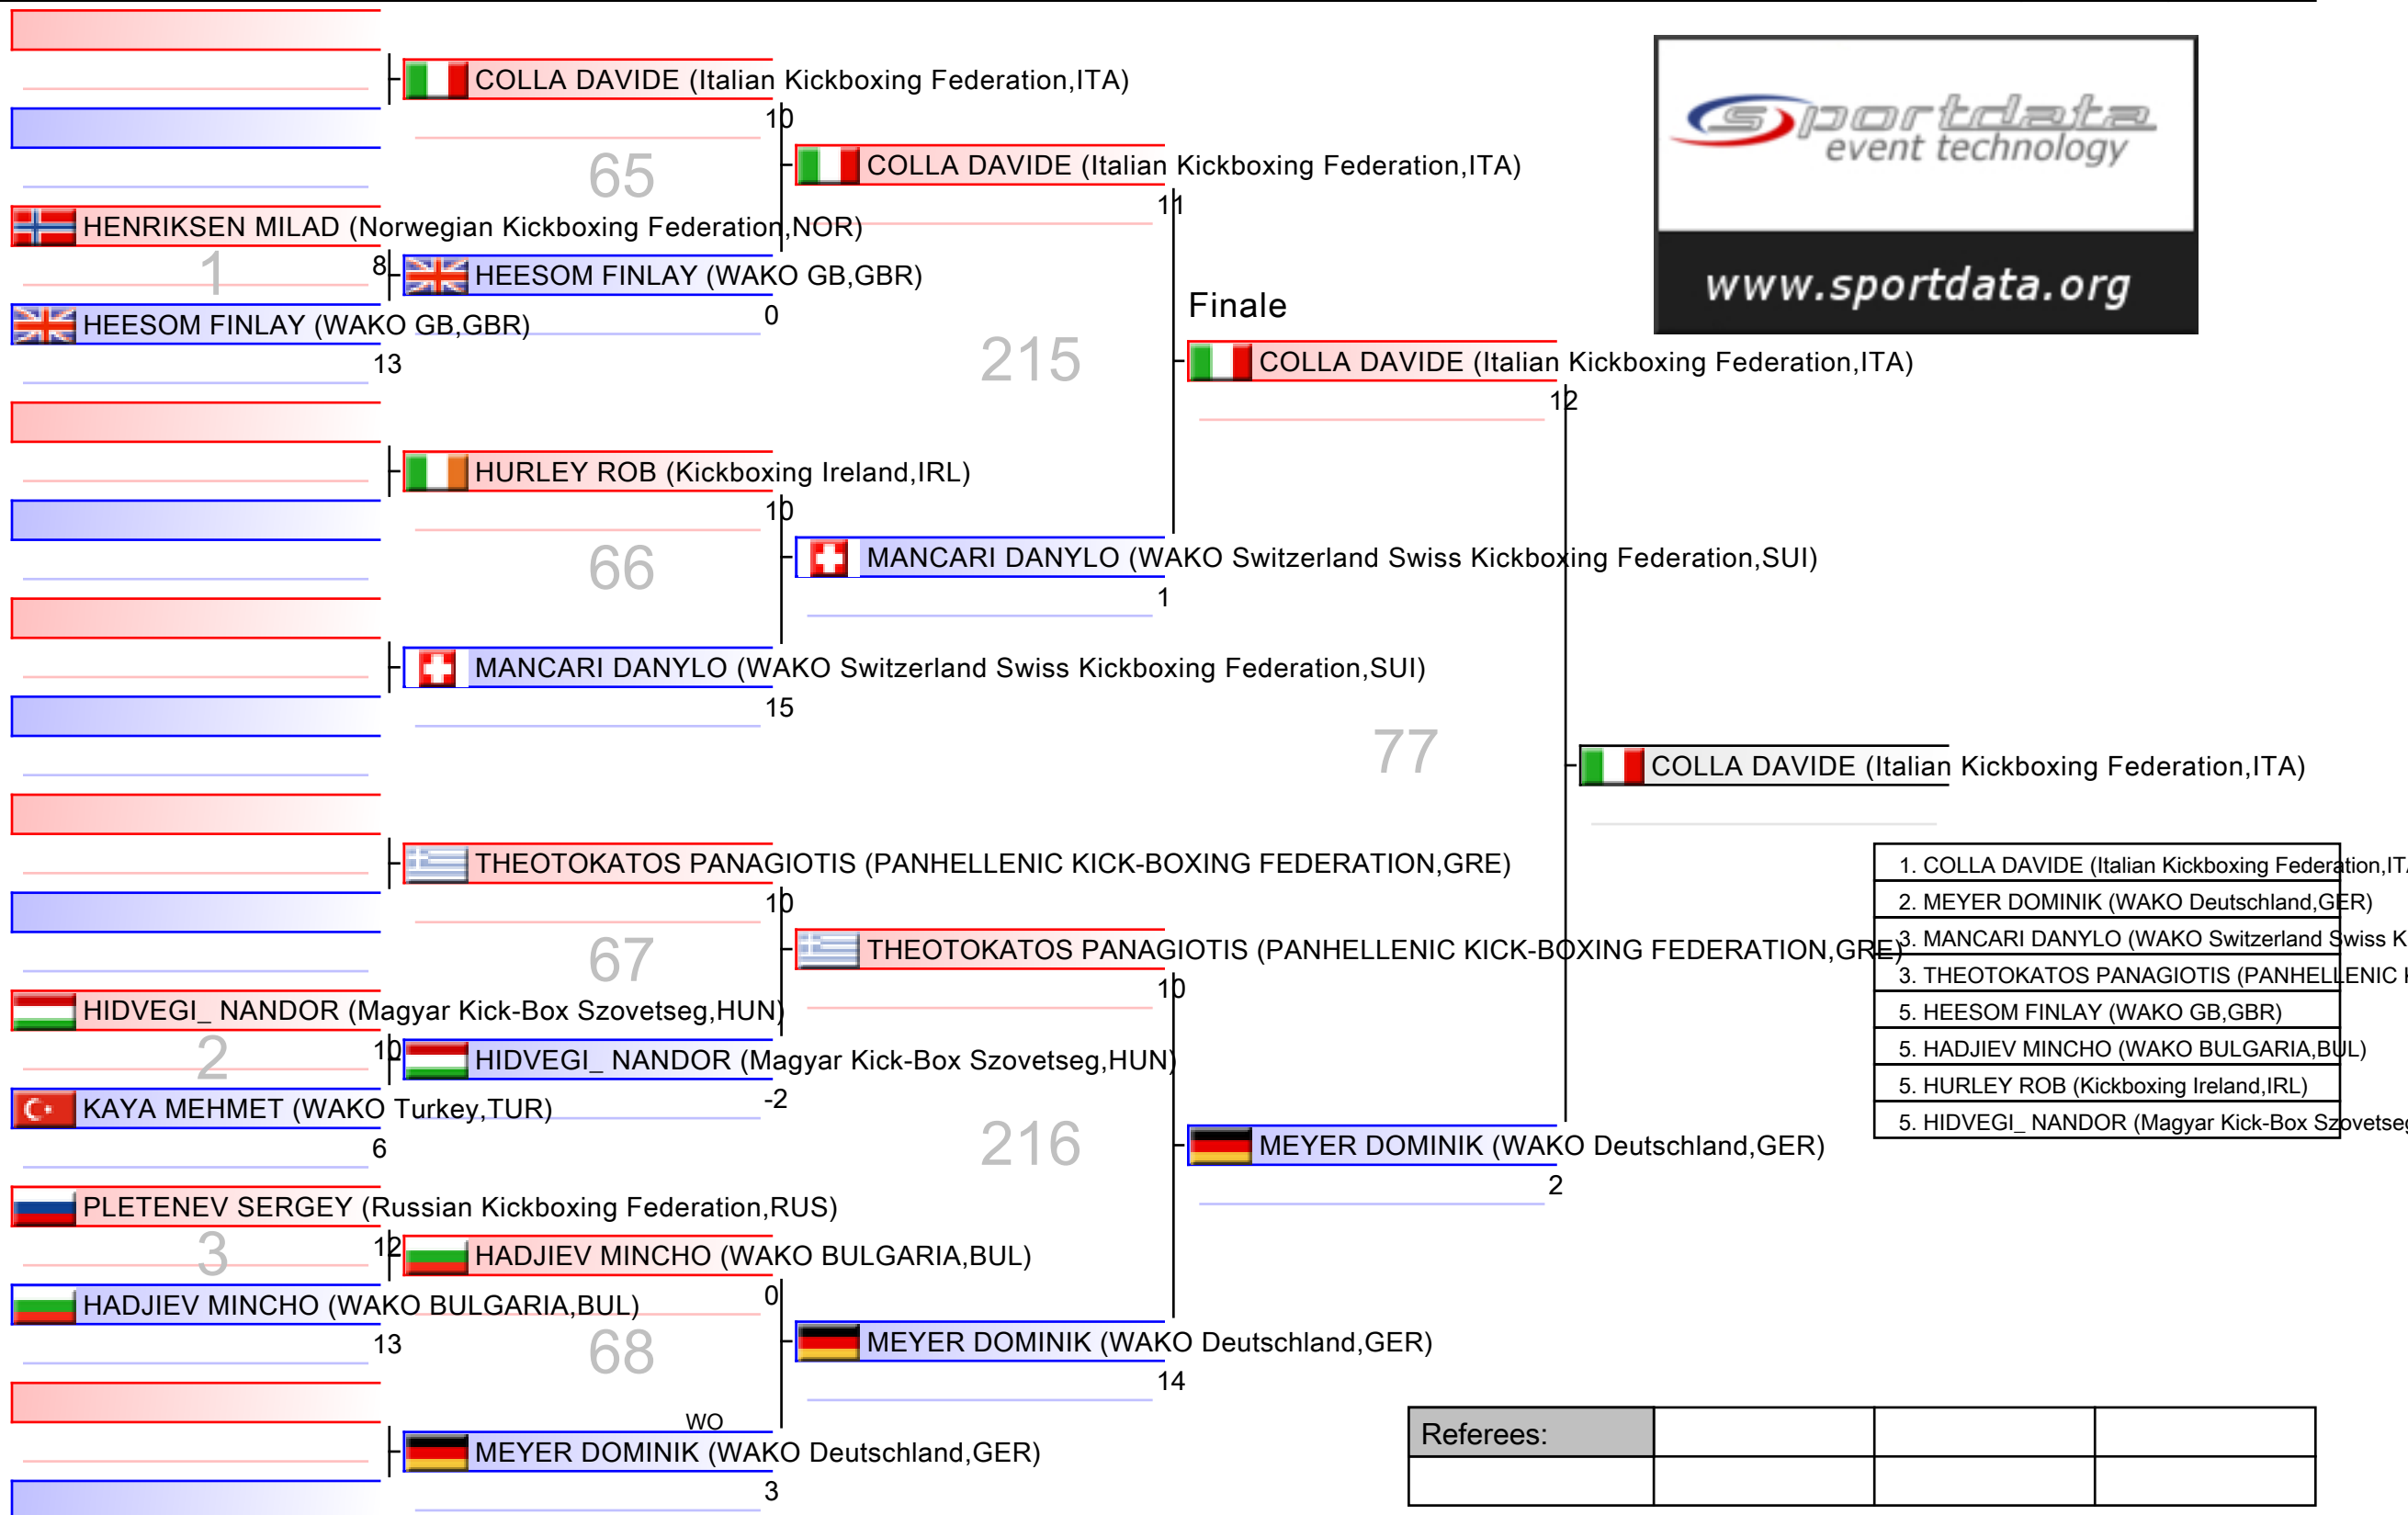 COLLA DAVIDE (Italian Kickboxing Federation,ITA)
10
65
COLLA DAVIDE (Italian Kickboxing Federation,ITA)
11
HENRIKSEN MILAD (Norwegian Kickboxing Federation,NOR)
1
8
HEESOM FINLAY (WAKO GB,GBR)
0
HEESOM FINLAY (WAKO GB,GBR)
13
sportdata
event technology
www.sportdata.org
Finale
215
COLLA DAVIDE (Italian Kickboxing Federation,ITA)
12
HURLEY ROB (Kickboxing Ireland,IRL)
10
66
MANCARI DANYLO (WAKO Switzerland Swiss Kickboxing Federation,SUI)
1
MANCARI DANYLO (WAKO Switzerland Swiss Kickboxing Federation,SUI)
15
77
COLLA DAVIDE (Italian Kickboxing Federation,ITA)
THEOTOKATOS PANAGIOTIS (PANHELLENIC KICK-BOXING FEDERATION,GRE)
10
67
THEOTOKATOS PANAGIOTIS (PANHELLENIC KICK-BOXING FEDERATION,GRE)
10
HIDVEGI_ NANDOR (Magyar Kick-Box Szovetseg,HUN)
2
10
HIDVEGI_ NANDOR (Magyar Kick-Box Szovetseg,HUN)
-2
KAYA MEHMET (WAKO Turkey,TUR)
6
216
MEYER DOMINIK (WAKO Deutschland,GER)
2
PLETENEV SERGEY (Russian Kickboxing Federation,RUS)
3
12
HADJIEV MINCHO (WAKO BULGARIA,BUL)
0
HADJIEV MINCHO (WAKO BULGARIA,BUL)
13
68
MEYER DOMINIK (WAKO Deutschland,GER)
14
WO
MEYER DOMINIK (WAKO Deutschland,GER)
3
1. COLLA DAVIDE (Italian Kickboxing Federation,IT
2. MEYER DOMINIK (WAKO Deutschland,GER)
3. MANCARI DANYLO (WAKO Switzerland Swiss K
3. THEOTOKATOS PANAGIOTIS (PANHELLENIC
5. HEESOM FINLAY (WAKO GB,GBR)
5. HADJIEV MINCHO (WAKO BULGARIA,BUL)
5. HURLEY ROB (Kickboxing Ireland,IRL)
5. HIDVEGI_ NANDOR (Magyar Kick-Box Szovetseg
Referees: